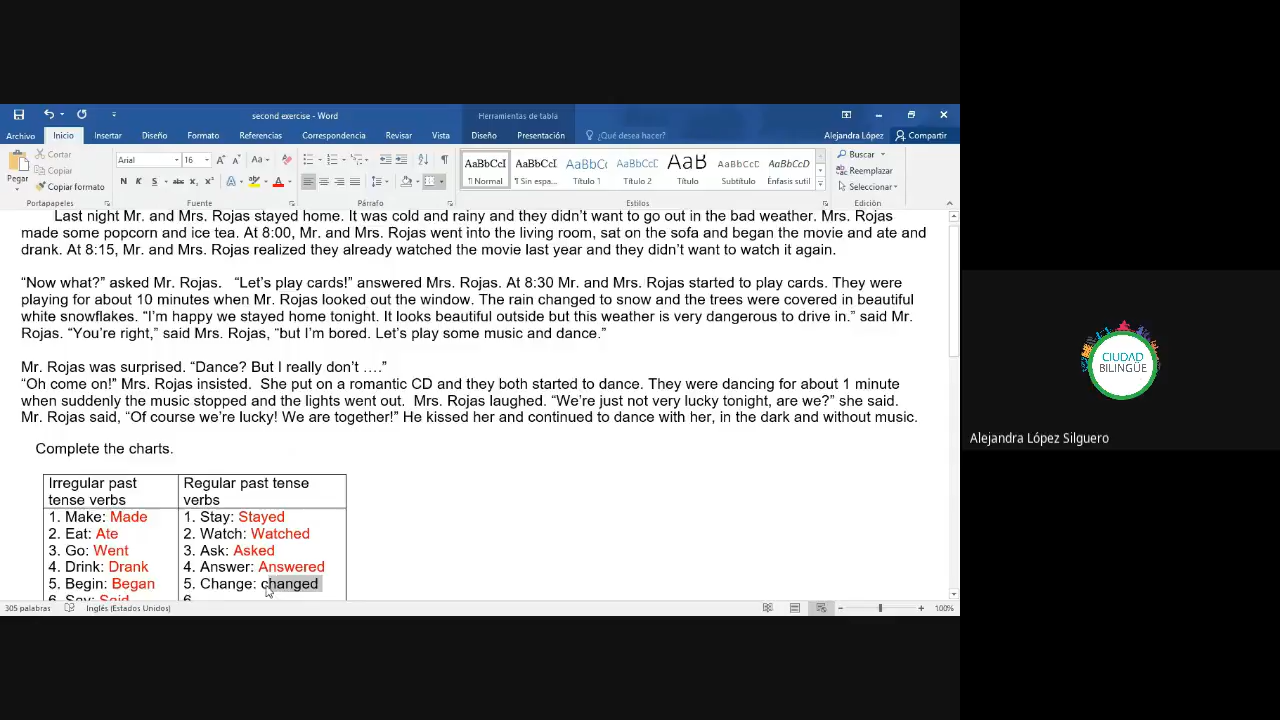 second exercise - Word
Herramientas de tabla
Archivo Inicio Insertar Diseño Formato Referencias Correspondencia Revisar Vista Diseño Presentación ¿Qué desea hacer? Alejandra López Compartir
Pegar
Cortar
Copiar
Copiar formato
Portapapeles
Arial 16
N K S abc x₂ x²
Fuente
Párrafo
AaBbCcI AaBbCcI AaBbCc AaBbCcI AaB AaBbCcI AaBbCcI
¶ Normal ¶ Sin espa... Título 1 Título 2 Título Subtítulo Énfasis sutil
Estilos
Buscar
Reemplazar
Seleccionar
Edición
Last night Mr. and Mrs. Rojas stayed home. It was cold and rainy and they didn’t want to go out in the bad weather. Mrs. Rojas
made some popcorn and ice tea. At 8:00, Mr. and Mrs. Rojas went into the living room, sat on the sofa and began the movie and ate and
drank. At 8:15, Mr. and Mrs. Rojas realized they already watched the movie last year and they didn’t want to watch it again.
“Now what?” asked Mr. Rojas. “Let’s play cards!” answered Mrs. Rojas. At 8:30 Mr. and Mrs. Rojas started to play cards. They were
playing for about 10 minutes when Mr. Rojas looked out the window. The rain changed to snow and the trees were covered in beautiful
white snowflakes. “I’m happy we stayed home tonight. It looks beautiful outside but this weather is very dangerous to drive in.” said Mr.
Rojas. “You’re right,” said Mrs. Rojas, “but I’m bored. Let’s play some music and dance.”
Mr. Rojas was surprised. “Dance? But I really don’t ….”
“Oh come on!” Mrs. Rojas insisted. She put on a romantic CD and they both started to dance. They were dancing for about 1 minute
when suddenly the music stopped and the lights went out. Mrs. Rojas laughed. “We’re just not very lucky tonight, are we?” she said.
Mr. Rojas said, “Of course we’re lucky! We are together!” He kissed her and continued to dance with her, in the dark and without music.
Complete the charts.
Irregular past
tense verbs
1. Make: Made
2. Eat: Ate
3. Go: Went
4. Drink: Drank
5. Begin: Began
6. Say: Said
Regular past tense
verbs
1. Stay: Stayed
2. Watch: Watched
3. Ask: Asked
4. Answer: Answered
5. Change: changed
6.
305 palabras Inglés (Estados Unidos) 100%
CIUDAD
BILINGÜE
Alejandra López Silguero